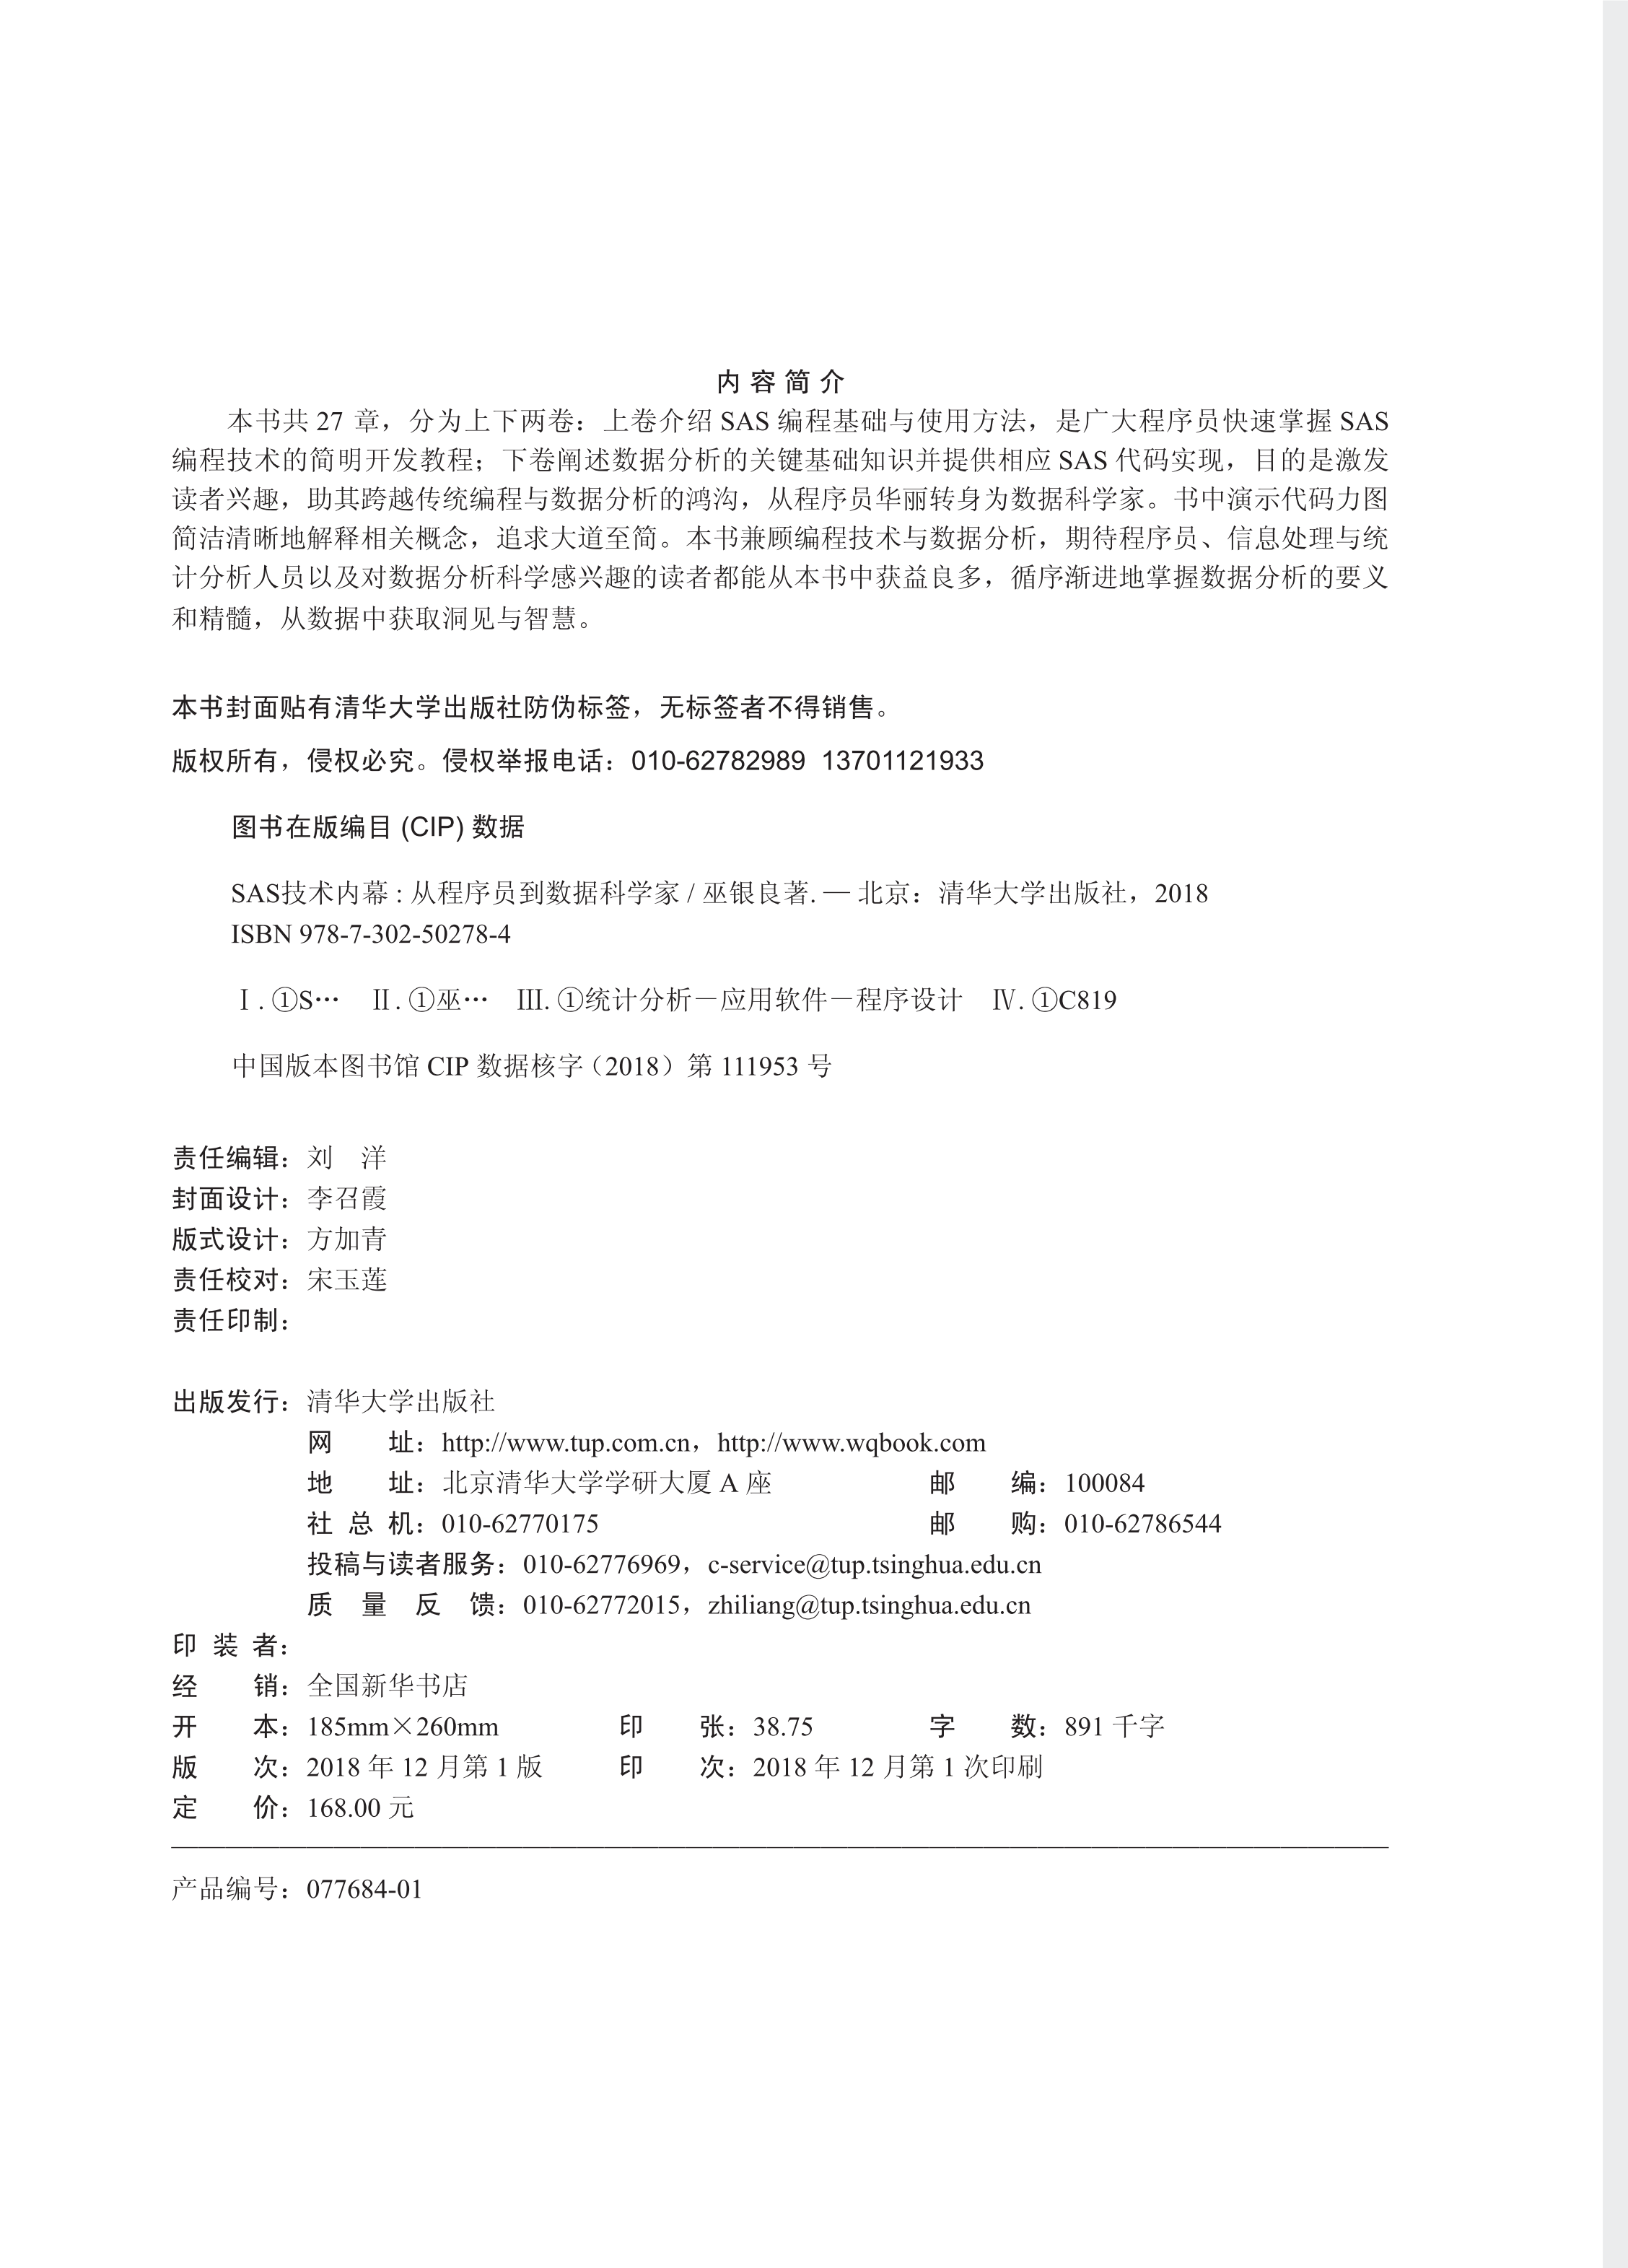 内 容 简 介
本书共 27 章，分为上下两卷：上卷介绍 SAS 编程基础与使用方法，是广大程序员快速掌握 SAS
编程技术的简明开发教程；下卷阐述数据分析的关键基础知识并提供相应 SAS 代码实现，目的是激发
读者兴趣，助其跨越传统编程与数据分析的鸿沟，从程序员华丽转身为数据科学家。书中演示代码力图
简洁清晰地解释相关概念，追求大道至简。本书兼顾编程技术与数据分析，期待程序员、信息处理与统
计分析人员以及对数据分析科学感兴趣的读者都能从本书中获益良多，循序渐进地掌握数据分析的要义
和精髓，从数据中获取洞见与智慧。
本书封面贴有清华大学出版社防伪标签，无标签者不得销售。
版权所有，侵权必究。侵权举报电话：010-62782989 13701121933
图书在版编目 (CIP) 数据
SAS技术内幕 : 从程序员到数据科学家 / 巫银良著. — 北京：清华大学出版社，2018
ISBN 978-7-302-50278-4
Ⅰ. ①S… Ⅱ. ①巫… Ⅲ. ①统计分析－应用软件－程序设计 Ⅳ. ①C819
中国版本图书馆 CIP 数据核字（2018）第 111953 号
责任编辑：刘　洋
封面设计：李召霞
版式设计：方加青
责任校对：宋玉莲
责任印制：
出版发行：清华大学出版社
网　　址：http://www.tup.com.cn，http://www.wqbook.com
地　　址：北京清华大学学研大厦 A 座　　邮　　编：100084
社 总 机：010-62770175　　邮　　购：010-62786544
投稿与读者服务：010-62776969，c-service@tup.tsinghua.edu.cn
质　量　反　馈：010-62772015，zhiliang@tup.tsinghua.edu.cn
印 装 者：
经　　销：全国新华书店
开　　本：185mm×260mm　　印　　张：38.75　　字　　数：891 千字
版　　次：2018 年 12 月第 1 版　　印　　次：2018 年 12 月第 1 次印刷
定　　价：168.00 元
产品编号：077684-01